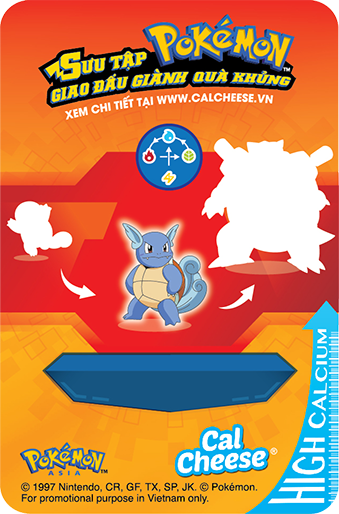 SƯU TẬP POKÉMON™
GIAO ĐẤU GIÀNH QUÀ KHỦNG
XEM CHI TIẾT TẠI WWW.CALCHEESE.VN
HIGH CALCIUM
POKÉMON
ASIA
Cal
Cheese®
© 1997 Nintendo, CR, GF, TX, SP, JK. © Pokémon.
For promotional purpose in Vietnam only.